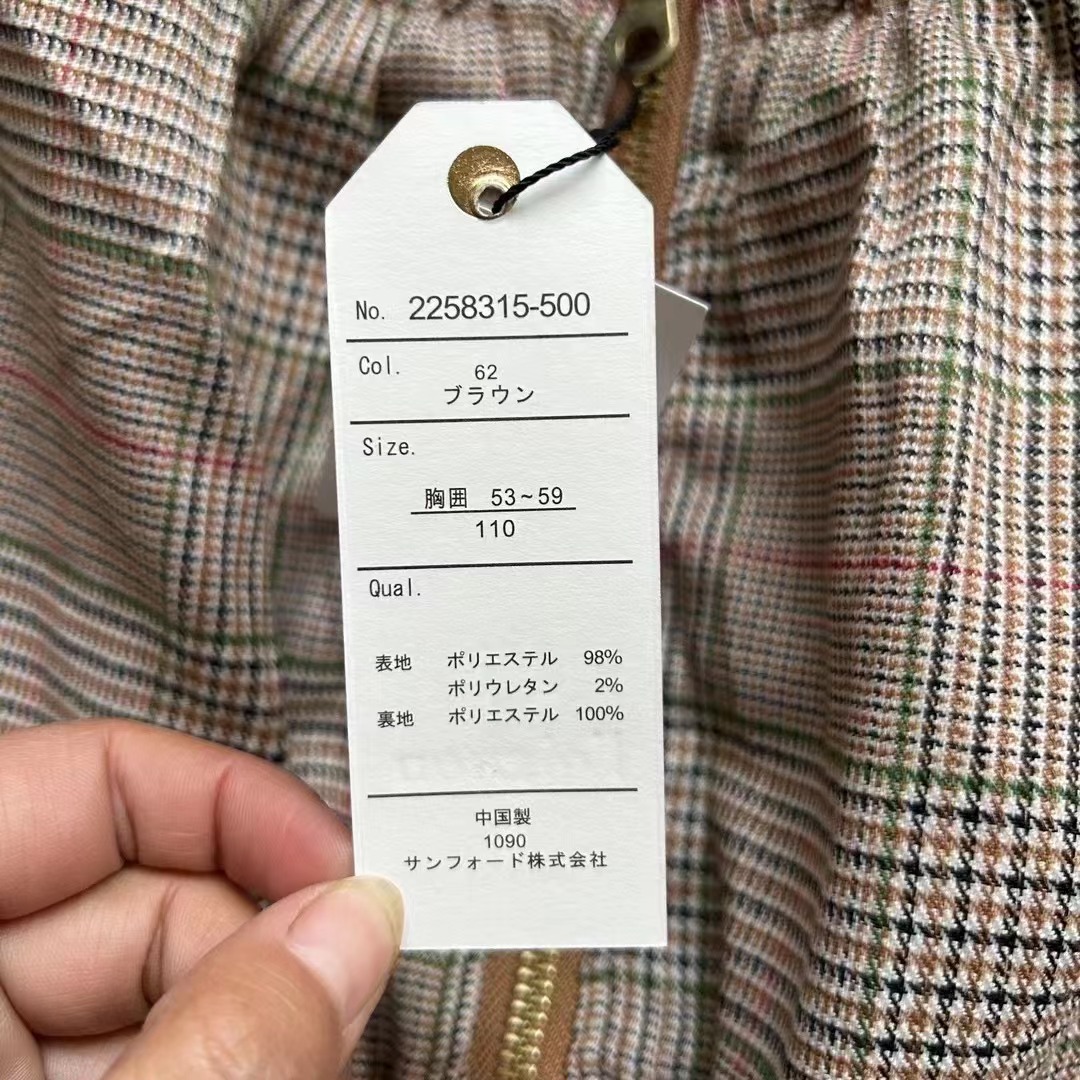 No. 2258315-500
Col. 62
ブラウン
Size.
胸囲 53~59
110
Qual.
表地 ポリエステル 98%
ポリウレタン 2%
裏地 ポリエステル 100%
中国製
1090
サンフォード株式会社